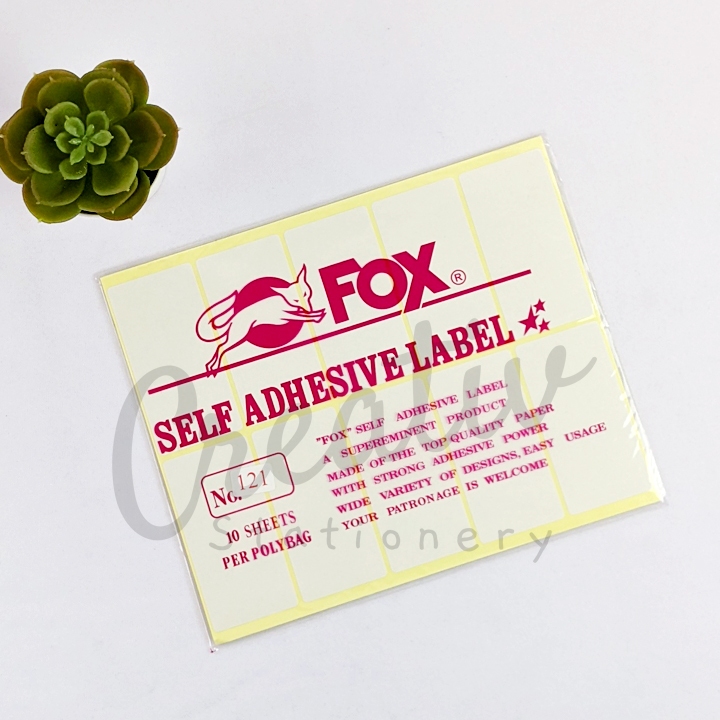 FOX®
SELF ADHESIVE LABEL
"FOX" SELF ADHESIVE LABEL
A SUPEREMINENT PRODUCT
MADE OF THE TOP QUALITY PAPER
WITH STRONG ADHESIVE POWER
WIDE VARIETY OF DESIGNS, EASY USAGE
YOUR PATRONAGE IS WELCOME
No. 121
10 SHEETS
PER POLYBAG
Creativ
Stationery